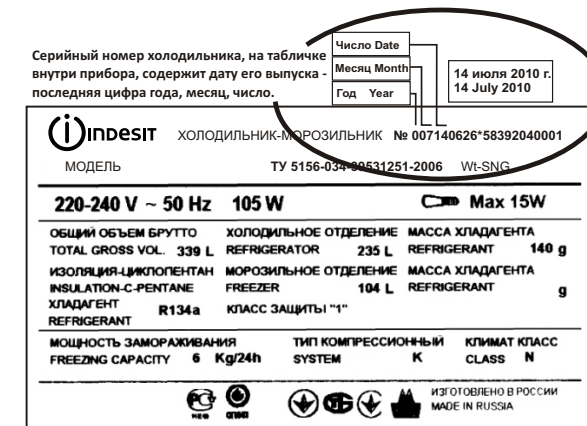 Серийный номер холодильника, на табличке
внутри прибора, содержит дату его выпуска -
последняя цифра года, месяц, число.
Число Date
Месяц Month
Год Year
14 июля 2010 г.
14 July 2010
INDESIT ХОЛОДИЛЬНИК-МОРОЗИЛЬНИК № 007140626*58392040001
МОДЕЛЬ ТУ 5156-034-39531251-2006 Wt-SNG
220-240 V ~ 50 Hz 105 W Max 15W
ОБЩИЙ ОБЪЕМ БРУТТО ХОЛОДИЛЬНОЕ ОТДЕЛЕНИЕ МАССА ХЛАДАГЕНТА
TOTAL GROSS VOL. 339 L REFRIGERATOR 235 L REFRIGERANT 140 g
ИЗОЛЯЦИЯ-ЦИКЛОПЕНТАН МОРОЗИЛЬНОЕ ОТДЕЛЕНИЕ МАССА ХЛАДАГЕНТА
INSULATION-C-PENTANE FREEZER 104 L REFRIGERANT g
ХЛАДАГЕНТ R134a КЛАСС ЗАЩИТЫ "1"
REFRIGERANT
МОЩНОСТЬ ЗАМОРАЖИВАНИЯ ТИП КОМПРЕССИОННЫЙ КЛИМАТ КЛАСС
FREEZING CAPACITY 6 Kg/24h SYSTEM K CLASS N
ИЗГОТОВЛЕНО В РОССИИ
MADE IN RUSSIA